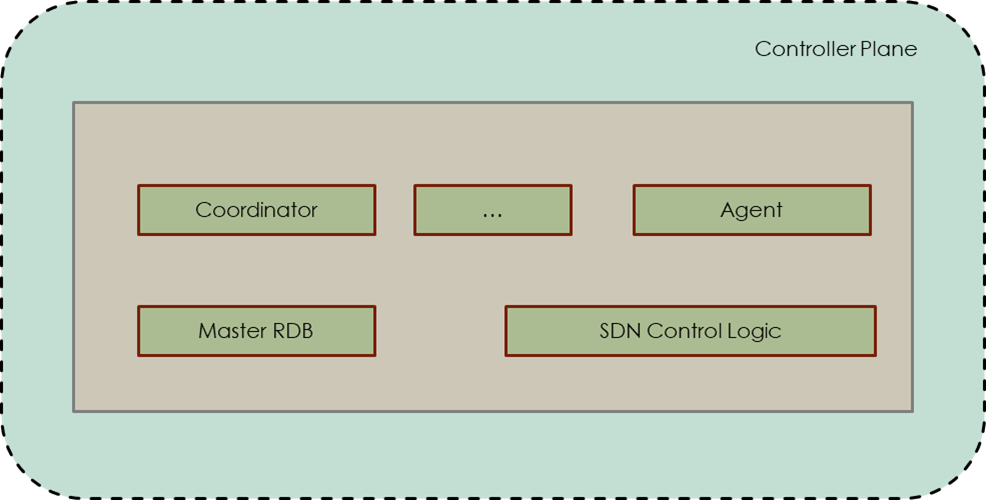 Controller Plane
Coordinator
...
Agent
Master RDB
SDN Control Logic